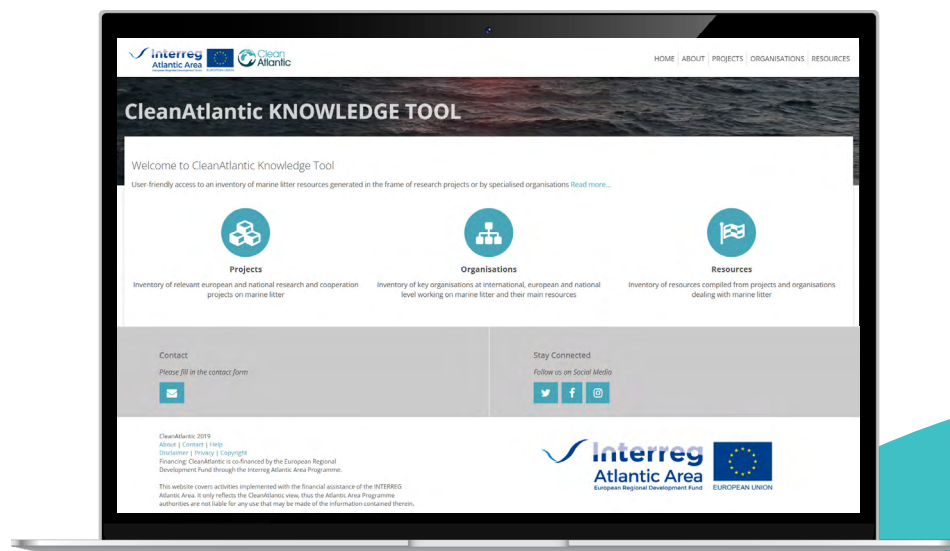 Interreg
Atlantic Area
European Regional Development Fund
EUROPEAN UNION
Clean
Atlantic
HOME ABOUT PROJECTS ORGANISATIONS RESOURCES
CleanAtlantic KNOWLEDGE TOOL
Welcome to CleanAtlantic Knowledge Tool
User-friendly access to an inventory of marine litter resources generated in the frame of research projects or by specialised organisations Read more...
Projects
Inventory of relevant european and national research and cooperation
projects on marine litter
Organisations
Inventory of key organisations at international, european and national
level working on marine litter and their main resources
Resources
Inventory of resources compiled from projects and organisations
dealing with marine litter
Contact
Please fill in the contact form
Stay Connected
Follow us on Social Media
CleanAtlantic 2019
About | Contact | Help
Disclaimer | Privacy | Copyright
Financing: CleanAtlantic is co-financed by the European Regional
Development Fund through the Interreg Atlantic Area Programme.
This website covers activities implemented with the financial assistance of the INTERREG
Atlantic Area. It only reflects the CleanAtlantic view, thus the Atlantic Area Programme
authorities are not liable for any use that may be made of the information contained therein.
Interreg
Atlantic Area
European Regional Development Fund
EUROPEAN UNION